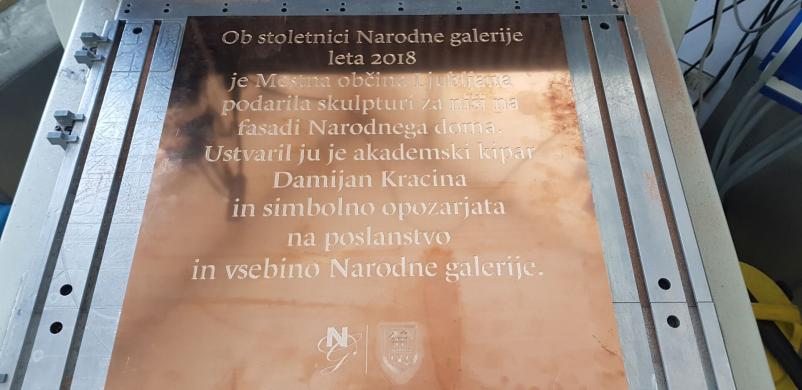 Ob stoletnici Narodne galerije
leta 2018
je Mestna občina Ljubljana
podarila skulpturi za niši na
fasadi Narodnega doma.
Ustvaril ju je akademski kipar
Damijan Kracina
in simbolno opozarjata
na poslanstvo
in vsebino Narodne galerije.
NG